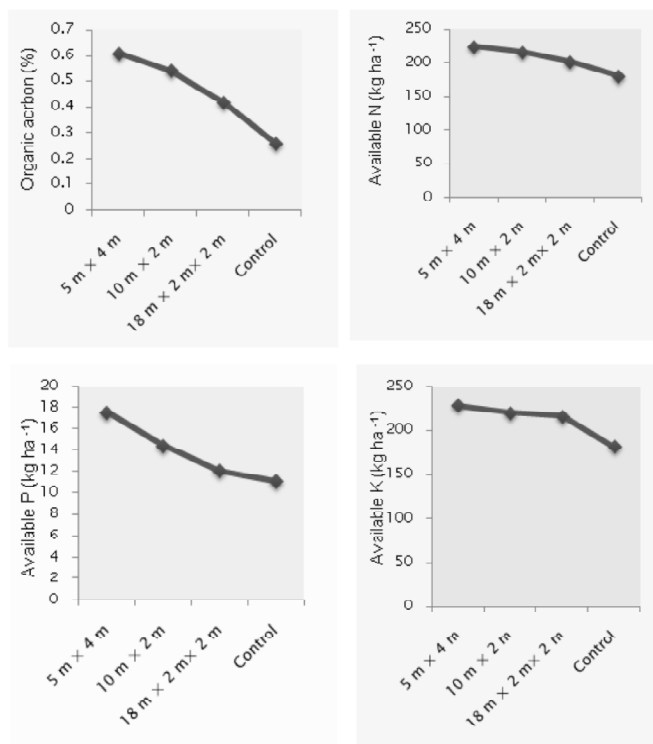 0.7
0.6
0.5
0.4
0.3
0.2
0.1
0
Organic acrbon (%)
5 m × 4 m
10 m × 2 m
18 m × 2 m× 2 m
Control
250
200
150
100
50
0
Available N (kg ha -1)
5 m × 4 m
10 m × 2 m
18 m × 2 m× 2 m
Control
20
18
16
14
12
10
8
6
4
2
0
Available P (kg ha -1)
5 m × 4 m
10 m × 2 m
18 m × 2 m× 2 m
Control
250
200
150
100
50
0
Available K (kg ha -1)
5 m × 4 m
10 m × 2 m
18 m × 2 m× 2 m
Control